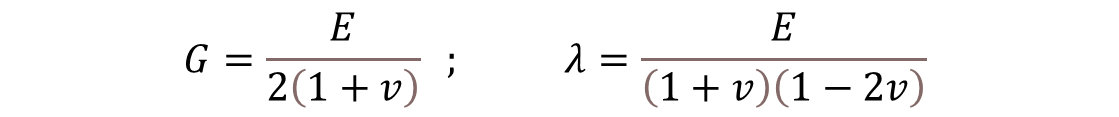 G = E / 2(1 + v) ; λ = E / (1 + v)(1 − 2v)